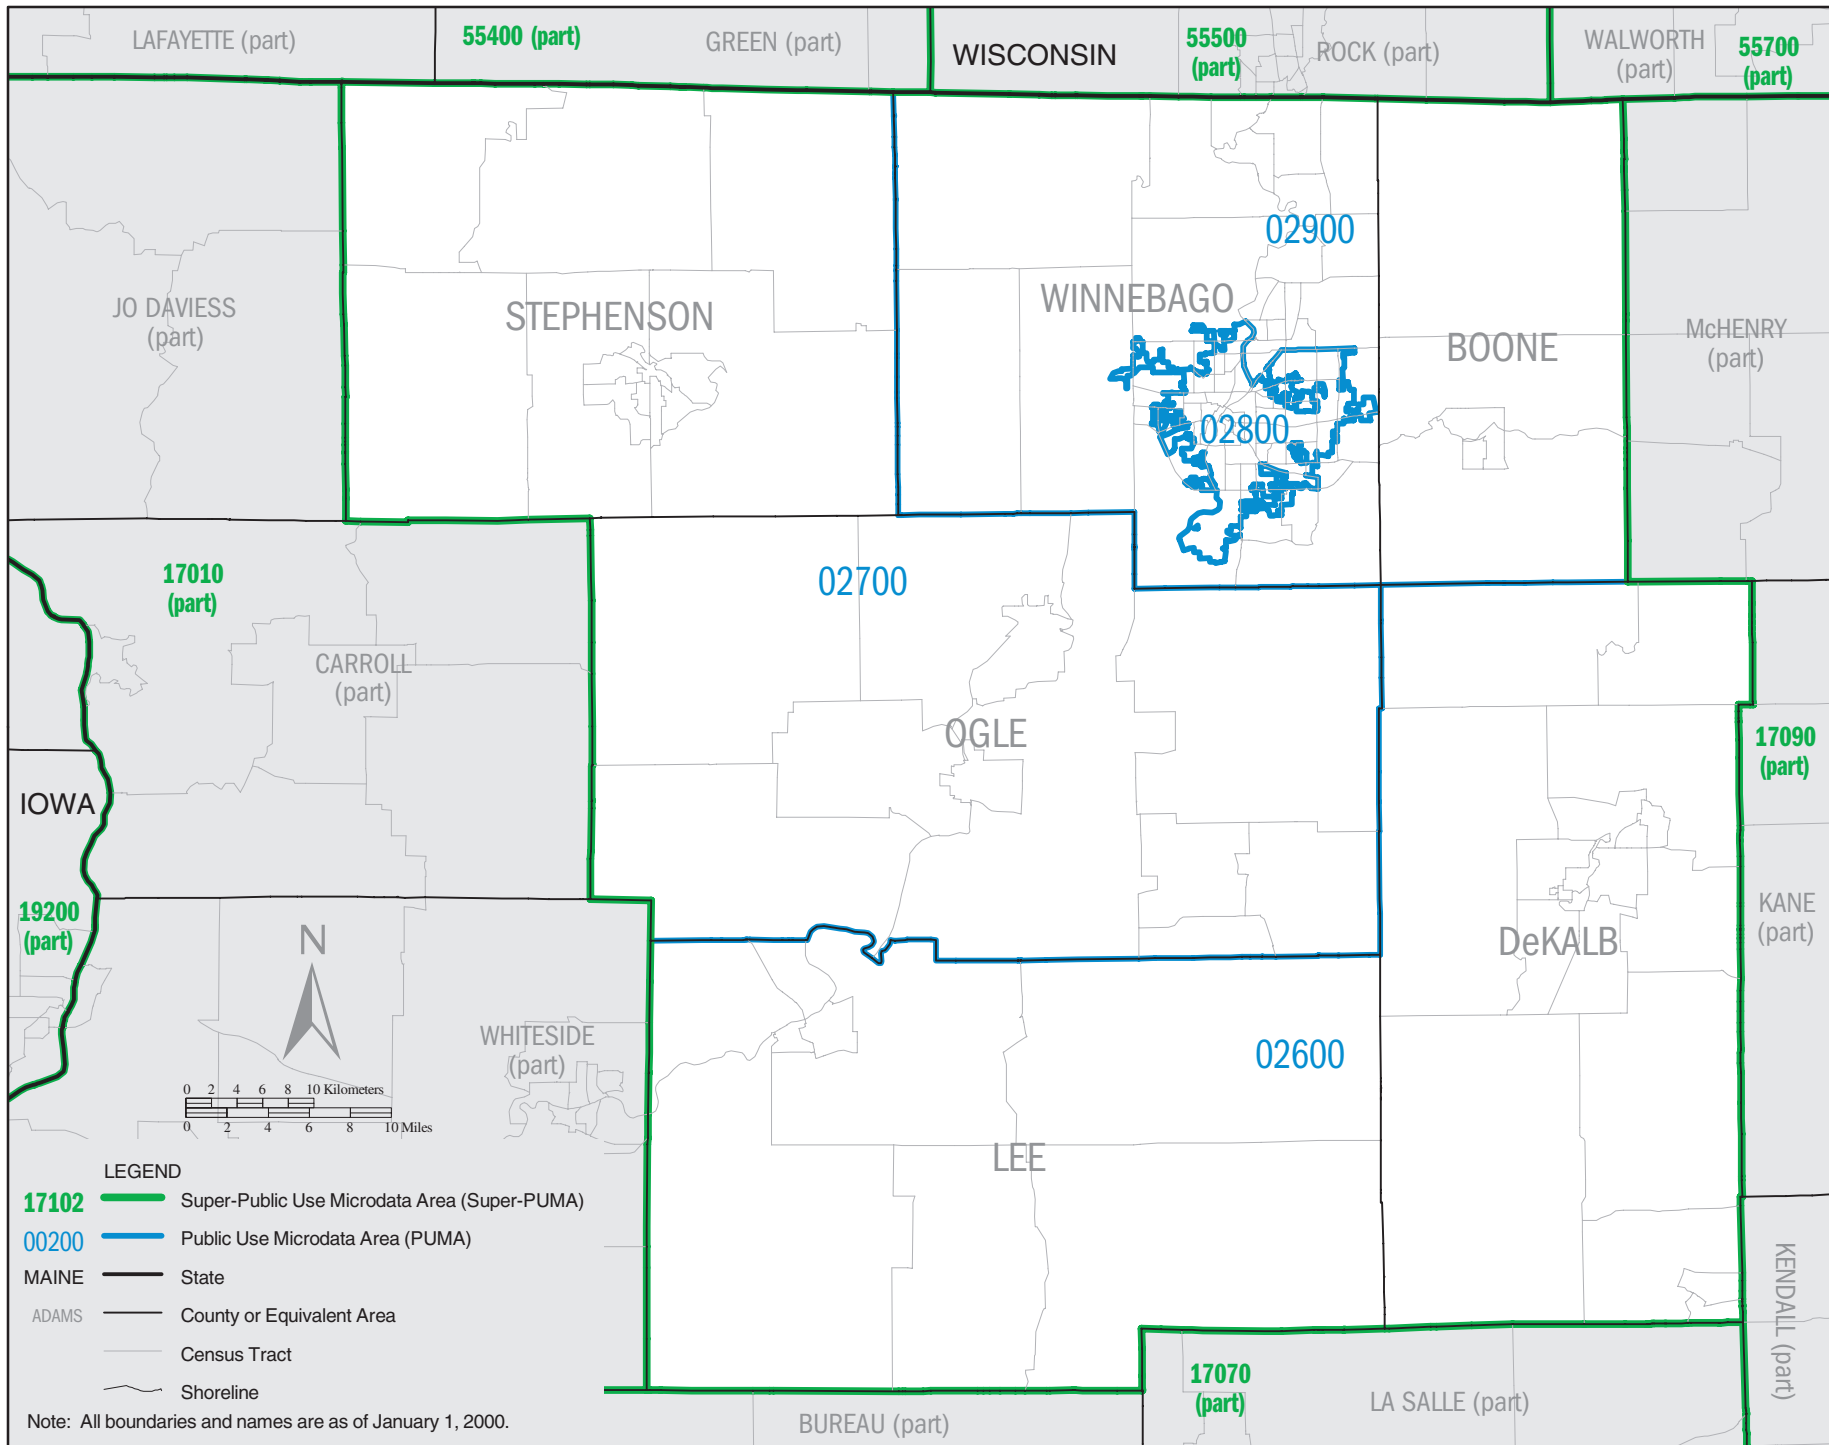 LAFAYETTE (part)
55400 (part)
GREEN (part)
WISCONSIN
55500
(part)
ROCK (part)
WALWORTH
(part)
55700
(part)
02900
JO DAVIESS
(part)
STEPHENSON
WINNEBAGO
BOONE
McHENRY
(part)
02800
17010
(part)
02700
CARROLL
(part)
OGLE
17090
(part)
IOWA
19200
(part)
KANE
(part)
N
DeKALB
WHITESIDE
(part)
02600
0 2 4 6 8 10 Kilometers
0 2 4 6 8 10 Miles
LEE
LEGEND
17102 Super-Public Use Microdata Area (Super-PUMA)
00200 Public Use Microdata Area (PUMA)
MAINE State
ADAMS County or Equivalent Area
Census Tract
Shoreline
Note: All boundaries and names are as of January 1, 2000.
KENDALL (part)
17070
(part)
LA SALLE (part)
BUREAU (part)